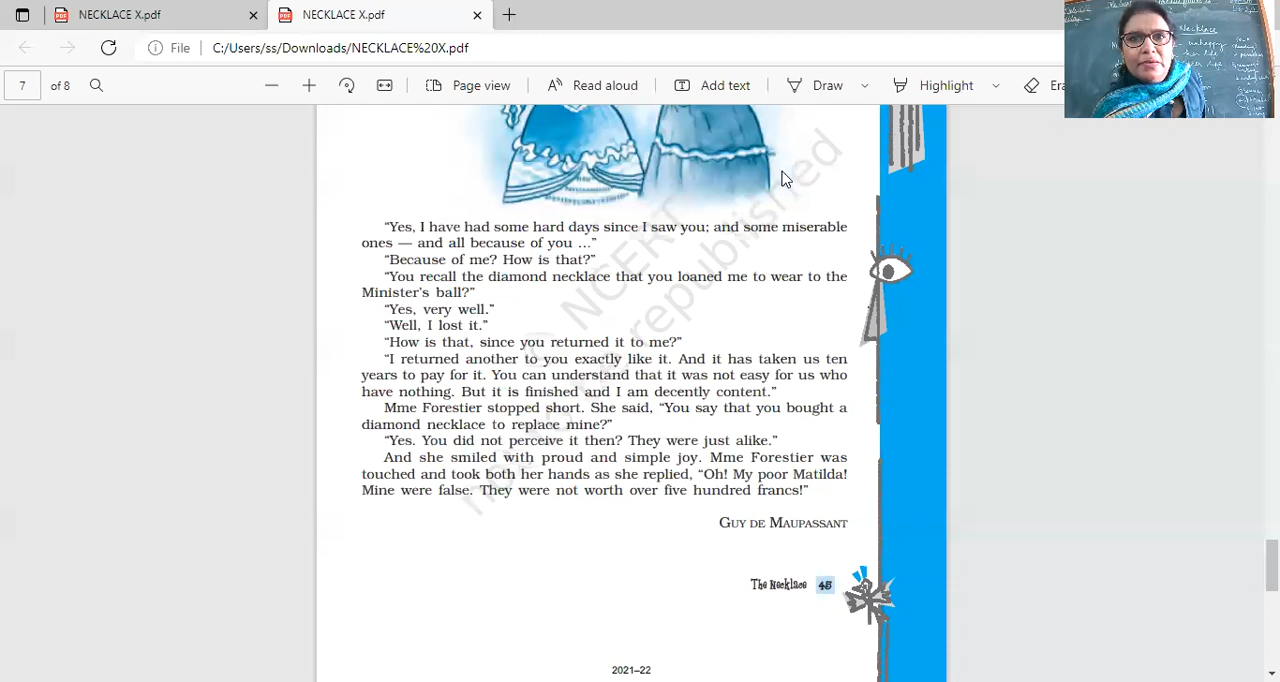 NECKLACE X.pdf
NECKLACE X.pdf
File C:/Users/ss/Downloads/NECKLACE%20X.pdf
7 of 8 Page view Read aloud Add text Draw Highlight Era
Necklace
unhappy
“Yes, I have had some hard days since I saw you; and some miserable
ones — and all because of you ...”
“Because of me? How is that?”
“You recall the diamond necklace that you loaned me to wear to the
Minister’s ball?”
“Yes, very well.”
“Well, I lost it.”
“How is that, since you returned it to me?”
“I returned another to you exactly like it. And it has taken us ten
years to pay for it. You can understand that it was not easy for us who
have nothing. But it is finished and I am decently content.”
Mme Forestier stopped short. She said, “You say that you bought a
diamond necklace to replace mine?”
“Yes. You did not perceive it then? They were just alike.”
And she smiled with proud and simple joy. Mme Forestier was
touched and took both her hands as she replied, “Oh! My poor Matilda!
Mine were false. They were not worth over five hundred francs!”
GUY DE MAUPASSANT
The Necklace 45
2021–22
© NCERT
not to be republished